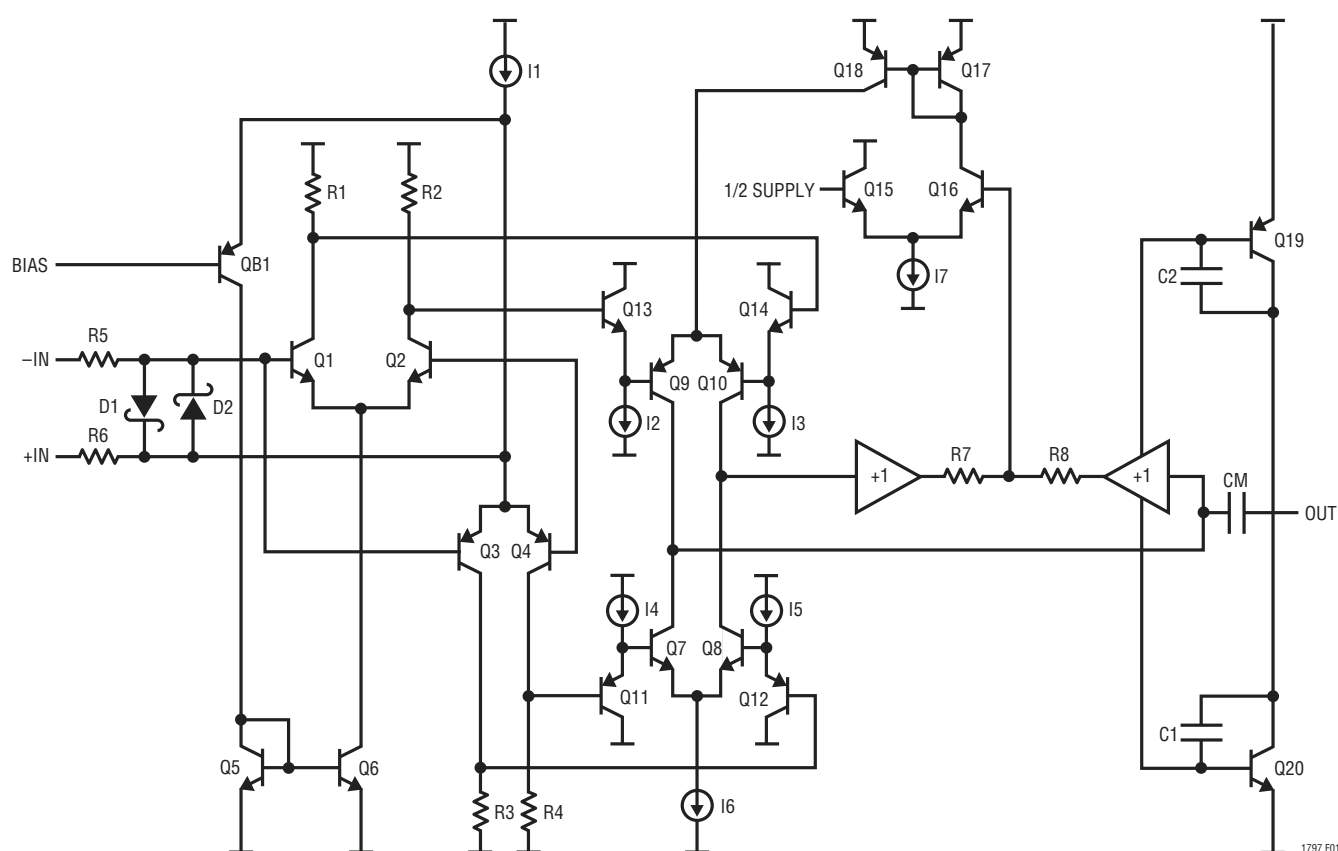 I1
Q18
Q17
R1
R2
1/2 SUPPLY
Q15
Q16
BIAS
QB1
Q19
C2
I7
Q13
Q14
R5
–IN
Q1
Q2
Q9
Q10
D1
D2
I2
I3
R6
+IN
R7
R8
+1
+1
CM
OUT
Q3
Q4
I4
I5
Q7
Q8
Q11
Q12
C1
Q5
Q6
Q20
R3
R4
I6
1797 F01